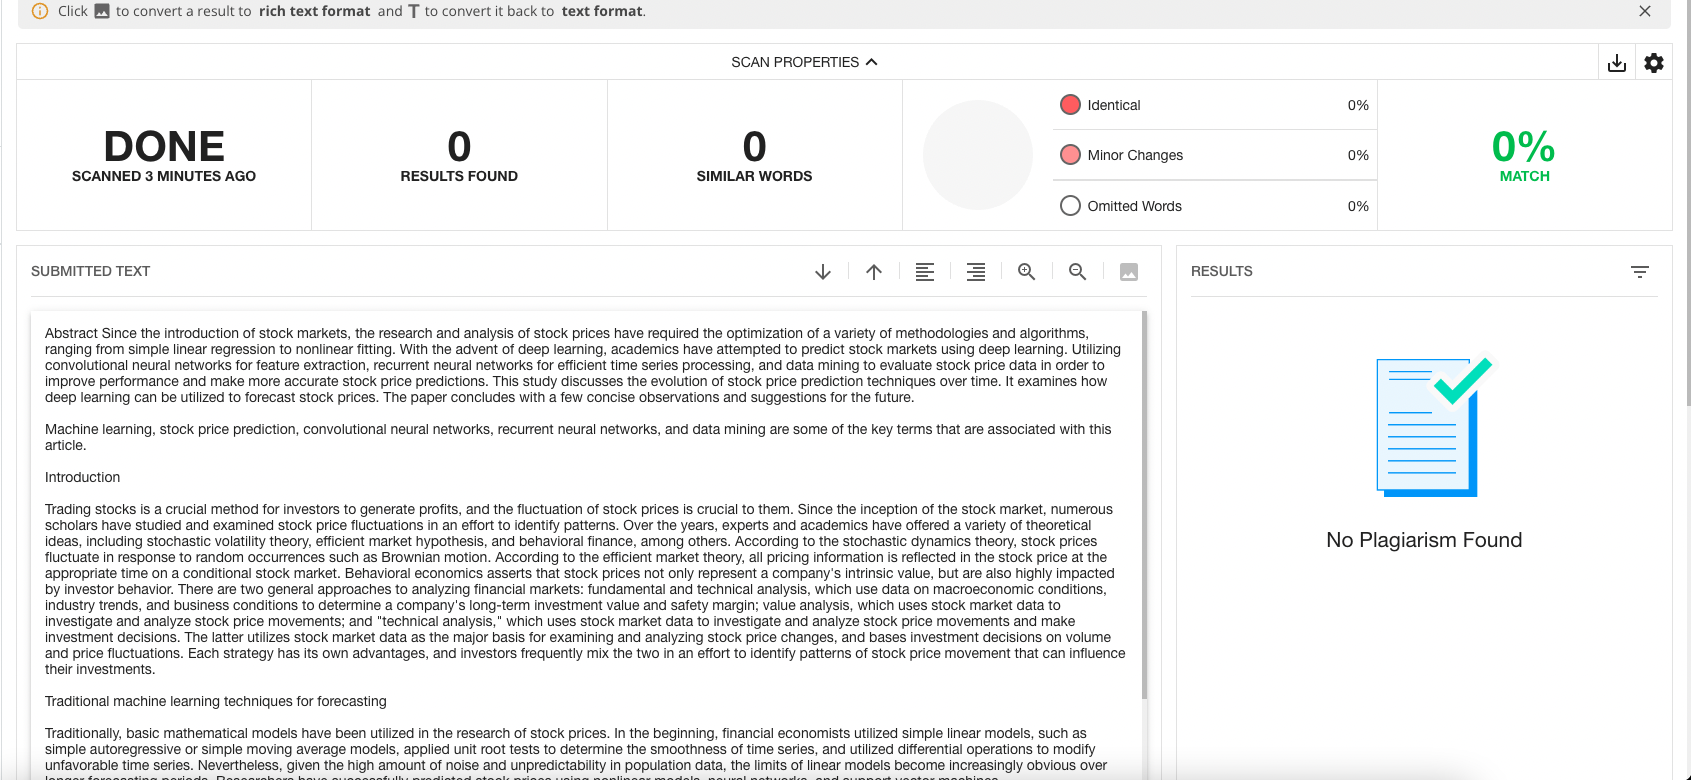 Click to convert a result to rich text format and T to convert it back to text format.
SCAN PROPERTIES
DONE
SCANNED 3 MINUTES AGO
0
RESULTS FOUND
0
SIMILAR WORDS
Identical 0%
Minor Changes 0%
Omitted Words 0%
0%
MATCH
SUBMITTED TEXT
Abstract Since the introduction of stock markets, the research and analysis of stock prices have required the optimization of a variety of methodologies and algorithms,
ranging from simple linear regression to nonlinear fitting. With the advent of deep learning, academics have attempted to predict stock markets using deep learning. Utilizing
convolutional neural networks for feature extraction, recurrent neural networks for efficient time series processing, and data mining to evaluate stock price data in order to
improve performance and make more accurate stock price predictions. This study discusses the evolution of stock price prediction techniques over time. It examines how
deep learning can be utilized to forecast stock prices. The paper concludes with a few concise observations and suggestions for the future.
Machine learning, stock price prediction, convolutional neural networks, recurrent neural networks, and data mining are some of the key terms that are associated with this
article.
Introduction
Trading stocks is a crucial method for investors to generate profits, and the fluctuation of stock prices is crucial to them. Since the inception of the stock market, numerous
scholars have studied and examined stock price fluctuations in an effort to identify patterns. Over the years, experts and academics have offered a variety of theoretical
ideas, including stochastic volatility theory, efficient market hypothesis, and behavioral finance, among others. According to the stochastic dynamics theory, stock prices
fluctuate in response to random occurrences such as Brownian motion. According to the efficient market theory, all pricing information is reflected in the stock price at the
appropriate time on a conditional stock market. Behavioral economics asserts that stock prices not only represent a company's intrinsic value, but are also highly impacted
by investor behavior. There are two general approaches to analyzing financial markets: fundamental and technical analysis, which use data on macroeconomic conditions,
industry trends, and business conditions to determine a company's long-term investment value and safety margin; value analysis, which uses stock market data to
investigate and analyze stock price movements; and "technical analysis," which uses stock market data to investigate and analyze stock price movements and make
investment decisions. The latter utilizes stock market data as the major basis for examining and analyzing stock price changes, and bases investment decisions on volume
and price fluctuations. Each strategy has its own advantages, and investors frequently mix the two in an effort to identify patterns of stock price movement that can influence
their investments.
Traditional machine learning techniques for forecasting
Traditionally, basic mathematical models have been utilized in the research of stock prices. In the beginning, financial economists utilized simple linear models, such as
simple autoregressive or simple moving average models, applied unit root tests to determine the smoothness of time series, and utilized differential operations to modify
unfavorable time series. Nevertheless, given the high amount of noise and unpredictability in population data, the limits of linear models become increasingly obvious over
longer forecasting periods. Researchers have successfully predicted stock prices using nonlinear models, neural networks, and support vector machines.
RESULTS
No Plagiarism Found